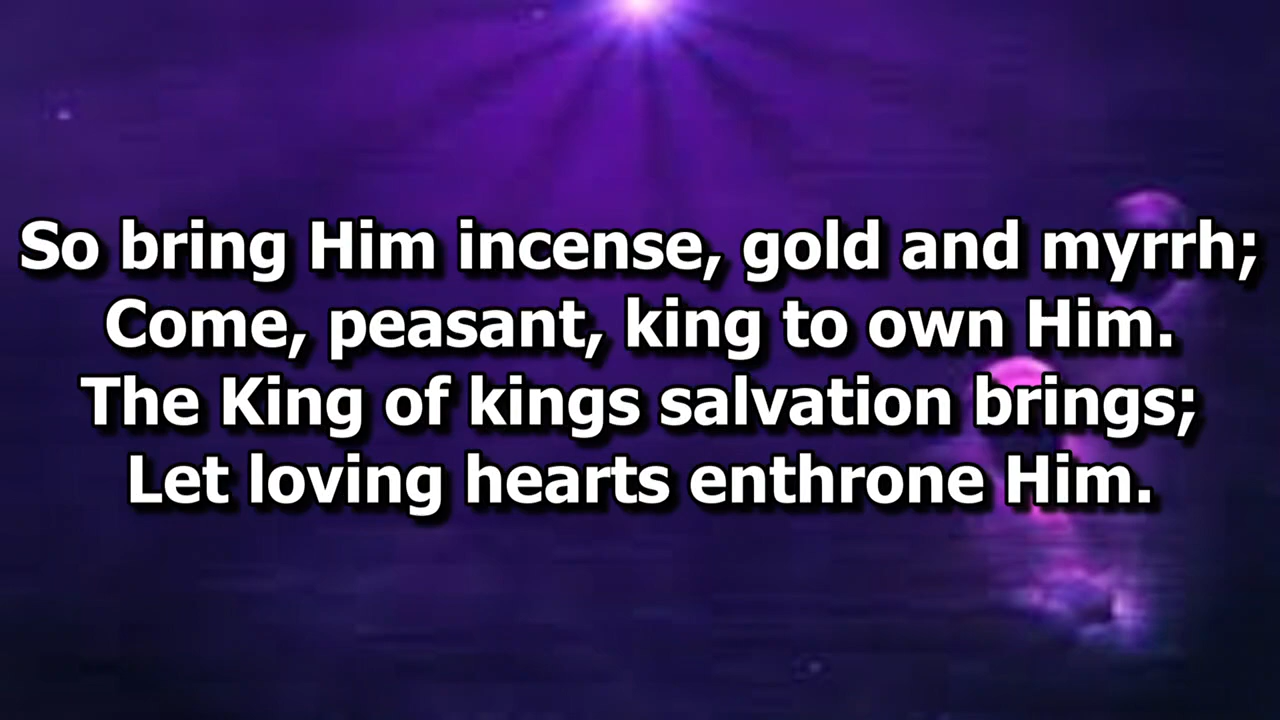 So bring Him incense, gold and myrrh;
Come, peasant, king to own Him.
The King of kings salvation brings;
Let loving hearts enthrone Him.